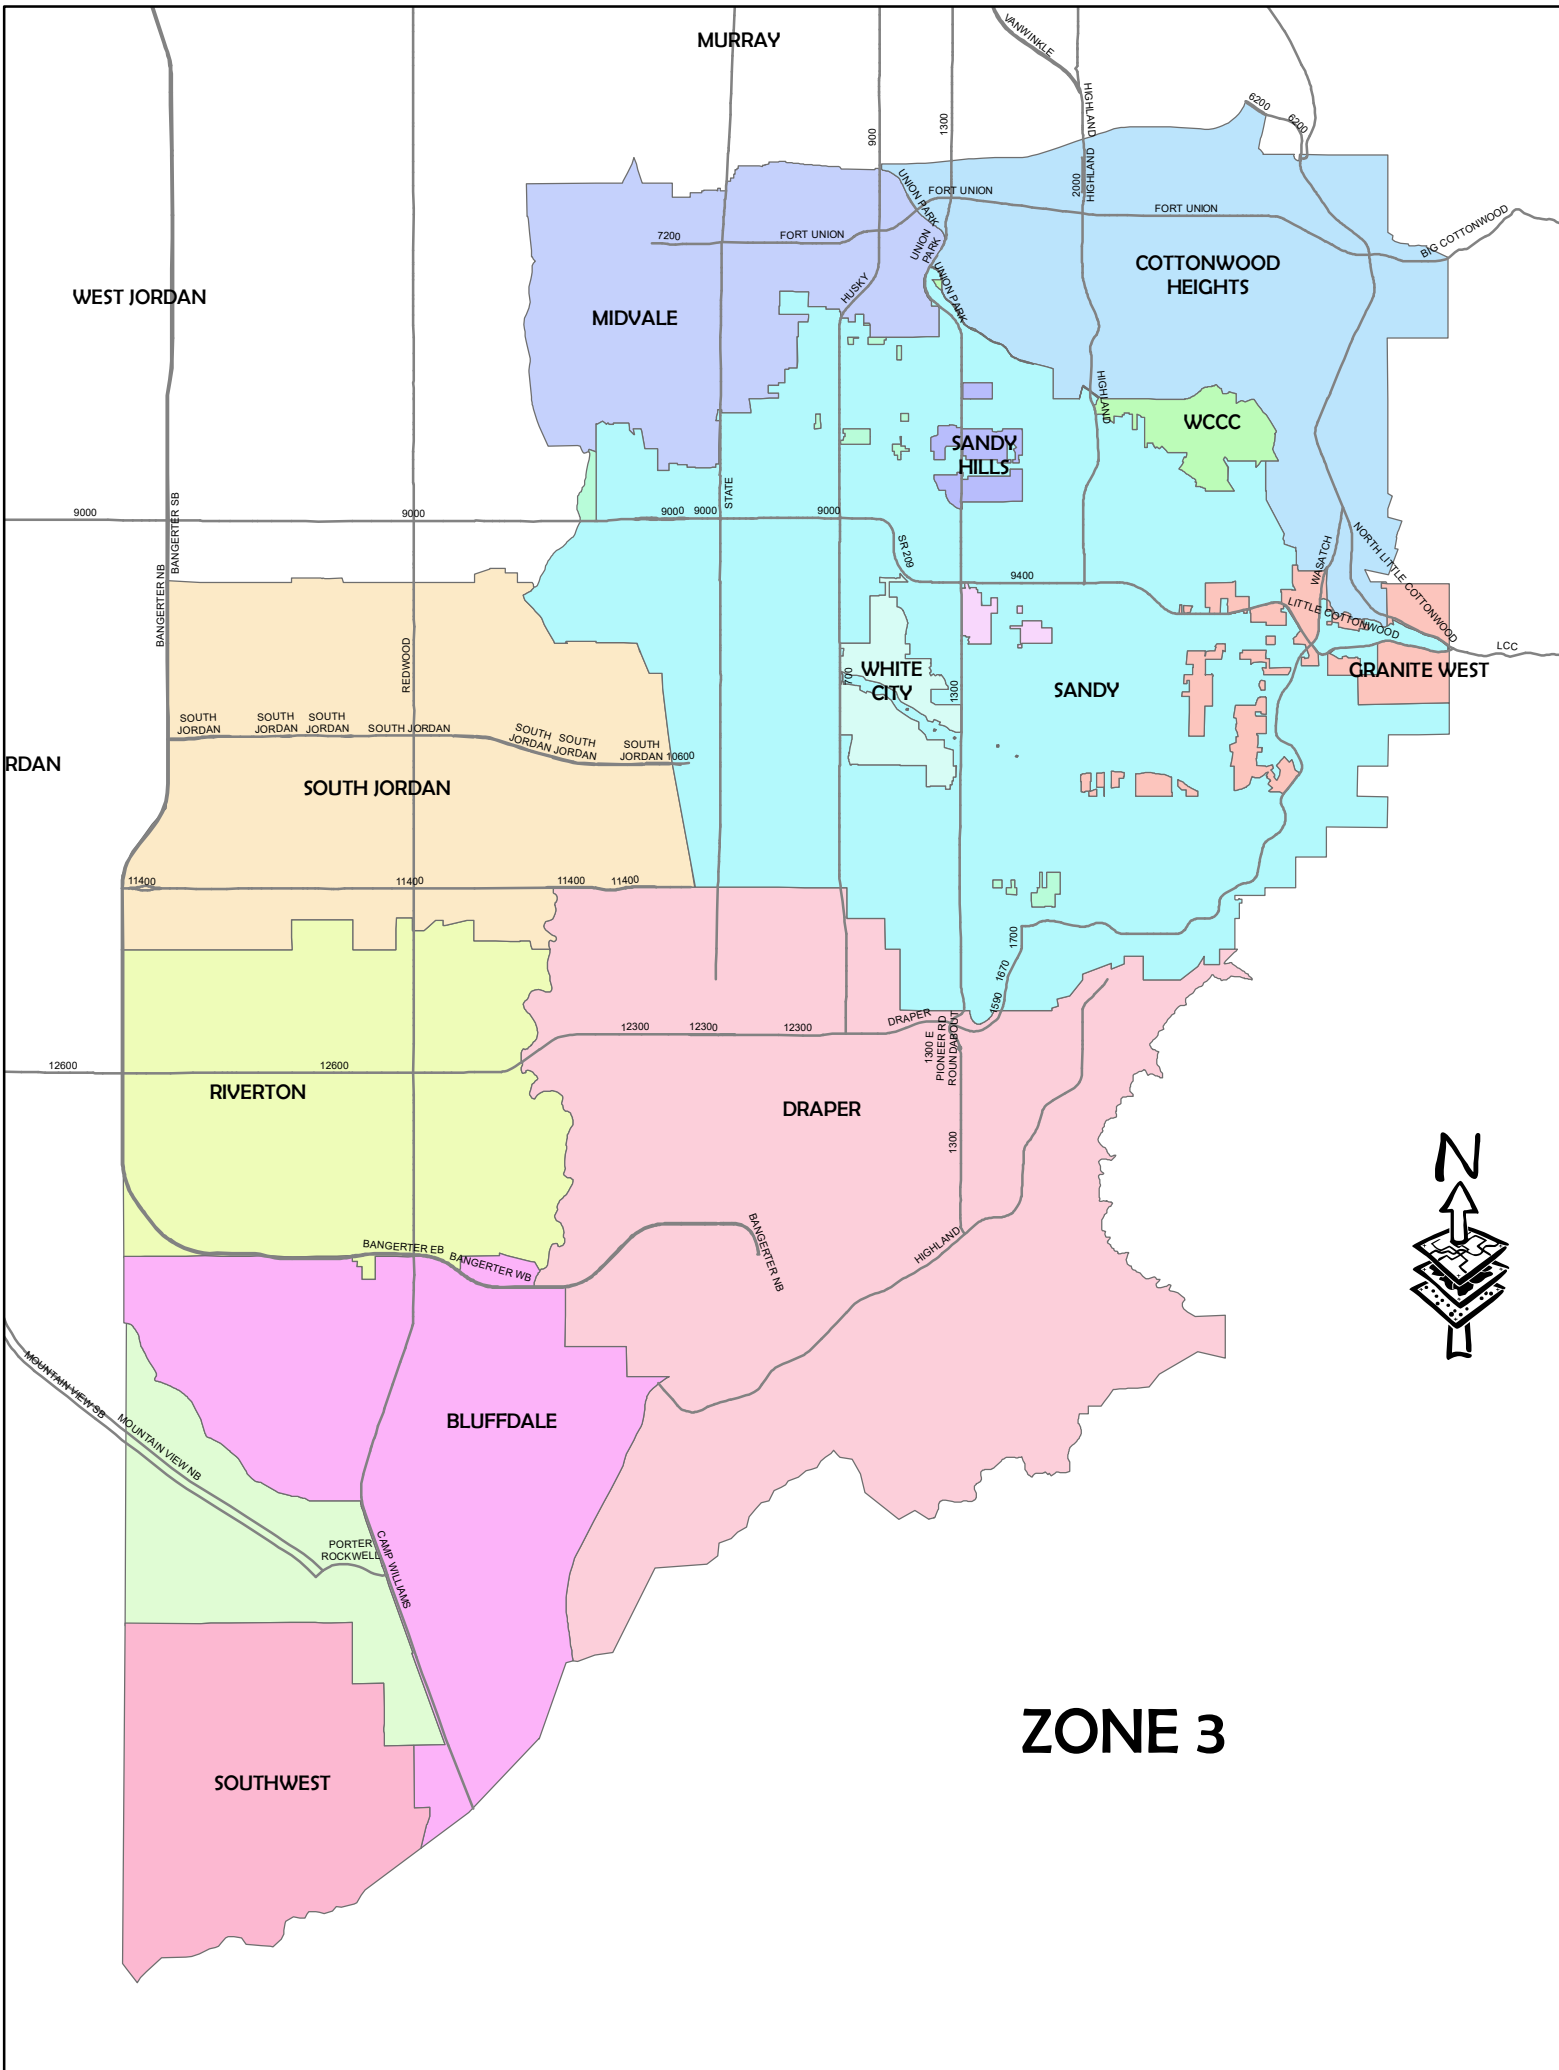 MURRAY
VANWINKLE
900
1300
HIGHLAND
HIGHLAND
2000
6200
6200
UNION PARK
FORT UNION
FORT UNION
BIG COTTONWOOD
7200
FORT UNION
UNION
PARK
UNION PARK
COTTONWOOD
HEIGHTS
WEST JORDAN
HUSKY
MIDVALE
HIGHLAND
WCCC
SANDY
HILLS
STATE
9000
BANGERTER SB
9000
9000
9000
9000
SR 209
9400
WASATCH
NORTH LITTLE COTTONWOOD
BANGERTER NB
LITTLE COTTONWOOD
LCC
REDWOOD
WHITE
CITY
700
1300
SANDY
GRANITE WEST
SOUTH
JORDAN
SOUTH
JORDAN
SOUTH
JORDAN
SOUTH JORDAN
SOUTH
JORDAN
SOUTH
JORDAN
SOUTH
JORDAN
10600
RDAN
SOUTH JORDAN
11400
11400
11400
11400
1700
1670
1590
DRAPER
12300
12300
12300
1300 E
PIONEER RD
ROUNDABOUT
12600
12600
RIVERTON
DRAPER
1300
N
BANGERTER NB
HIGHLAND
BANGERTER EB
BANGERTER WB
MOUNTAIN VIEW SB
MOUNTAIN VIEW NB
BLUFFDALE
PORTER
ROCKWELL
CAMP WILLIAMS
ZONE 3
SOUTHWEST